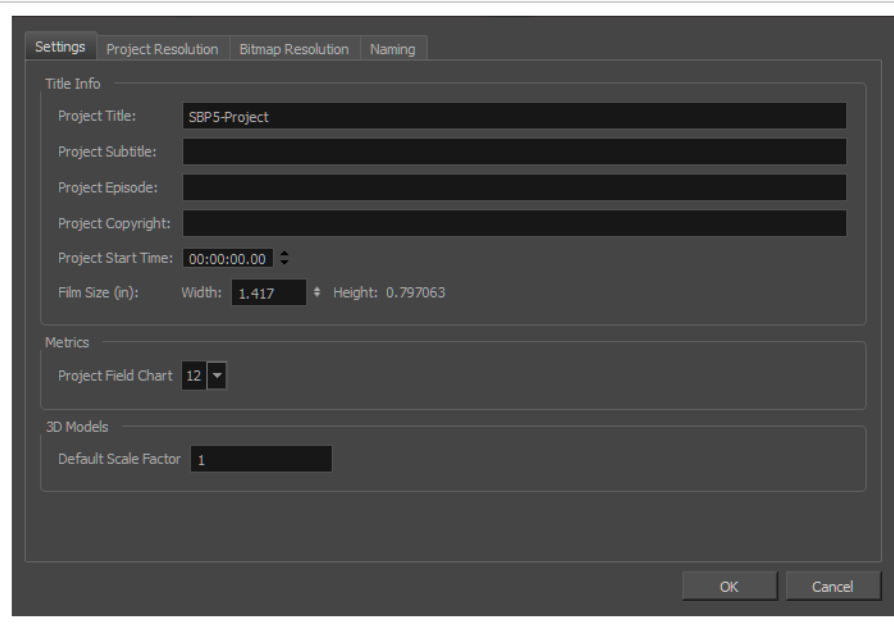 Settings Project Resolution Bitmap Resolution Naming
Title Info
Project Title: SBP5-Project
Project Subtitle:
Project Episode:
Project Copyright:
Project Start Time: 00:00:00.00
Film Size (in): Width: 1.417 Height: 0.797063
Metrics
Project Field Chart 12
3D Models
Default Scale Factor 1
OK Cancel